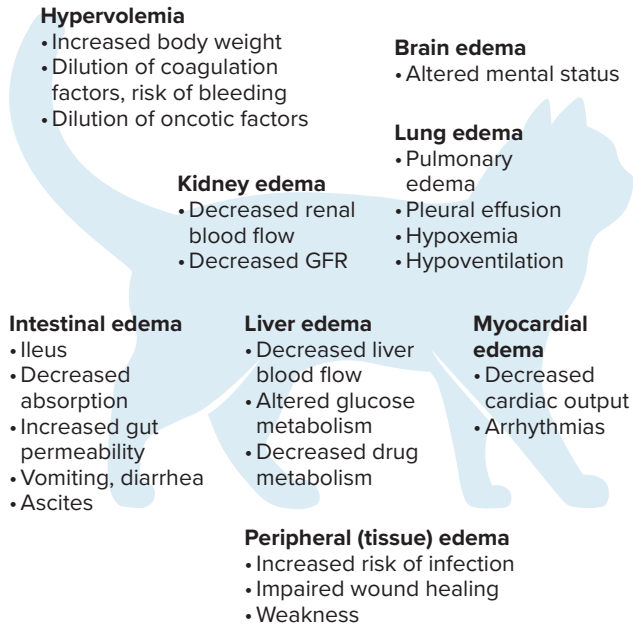 Hypervolemia
• Increased body weight
• Dilution of coagulation
factors, risk of bleeding
• Dilution of oncotic factors
Brain edema
• Altered mental status
Lung edema
• Pulmonary
edema
• Pleural effusion
• Hypoxemia
• Hypoventilation
Kidney edema
• Decreased renal
blood flow
• Decreased GFR
Intestinal edema
• Ileus
• Decreased
absorption
• Increased gut
permeability
• Vomiting, diarrhea
• Ascites
Liver edema
• Decreased liver
blood flow
• Altered glucose
metabolism
• Decreased drug
metabolism
Myocardial
edema
• Decreased
cardiac output
• Arrhythmias
Peripheral (tissue) edema
• Increased risk of infection
• Impaired wound healing
• Weakness